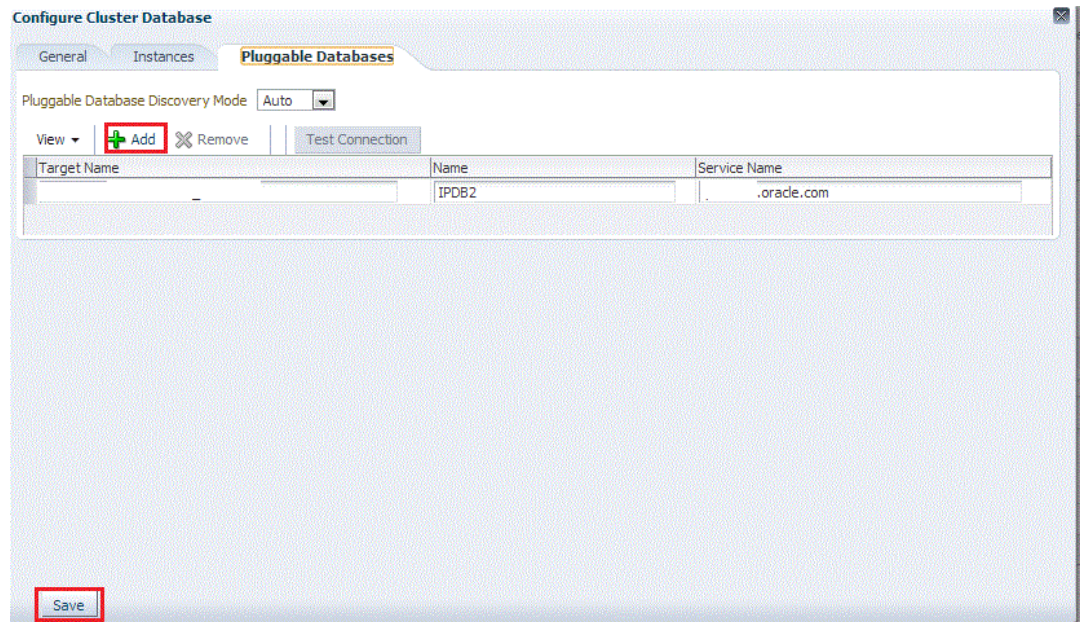 Configure Cluster Database
General Instances Pluggable Databases
Pluggable Database Discovery Mode Auto
View Add Remove Test Connection
Target Name Name Service Name
_ IPDB2 .oracle.com
Save